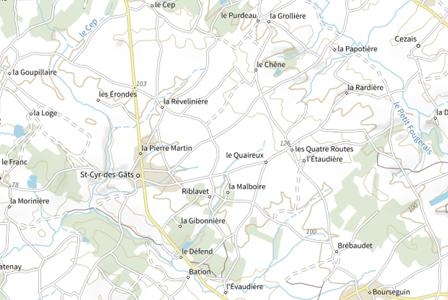 le Cep
le Cep
le Purdeau
la Grollière
Cezais
la Papotière
le Chêne
la Goupillaire
103
la Rardière
les Érondes
la Révelinière
la Loge
le Petit Fougerais
la Pierre Martin
126
les Quatre Routes
le Franc
le Quaireux
l'Étaudière
St-Cyr-des-Gâts
78
la Malboire
Riblavet
la Morinière
100
la Gibonnière
100
Brébaudet
le Défend
Bation
l'Évaudière
Bourseguin